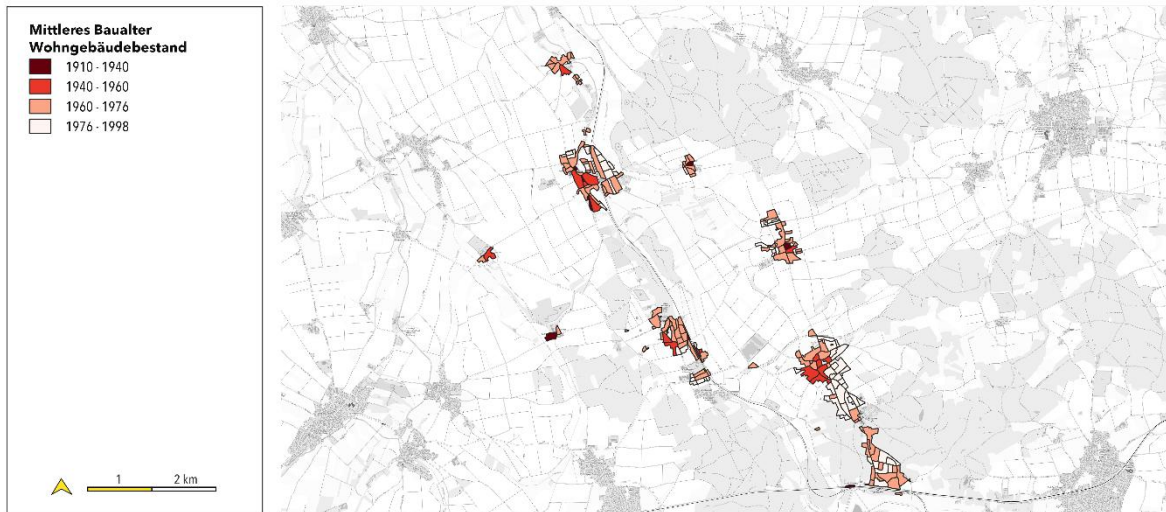 Mittleres Baualter
Wohngebäudebestand
1910 - 1940
1940 - 1960
1960 - 1976
1976 - 1998
1
2 km